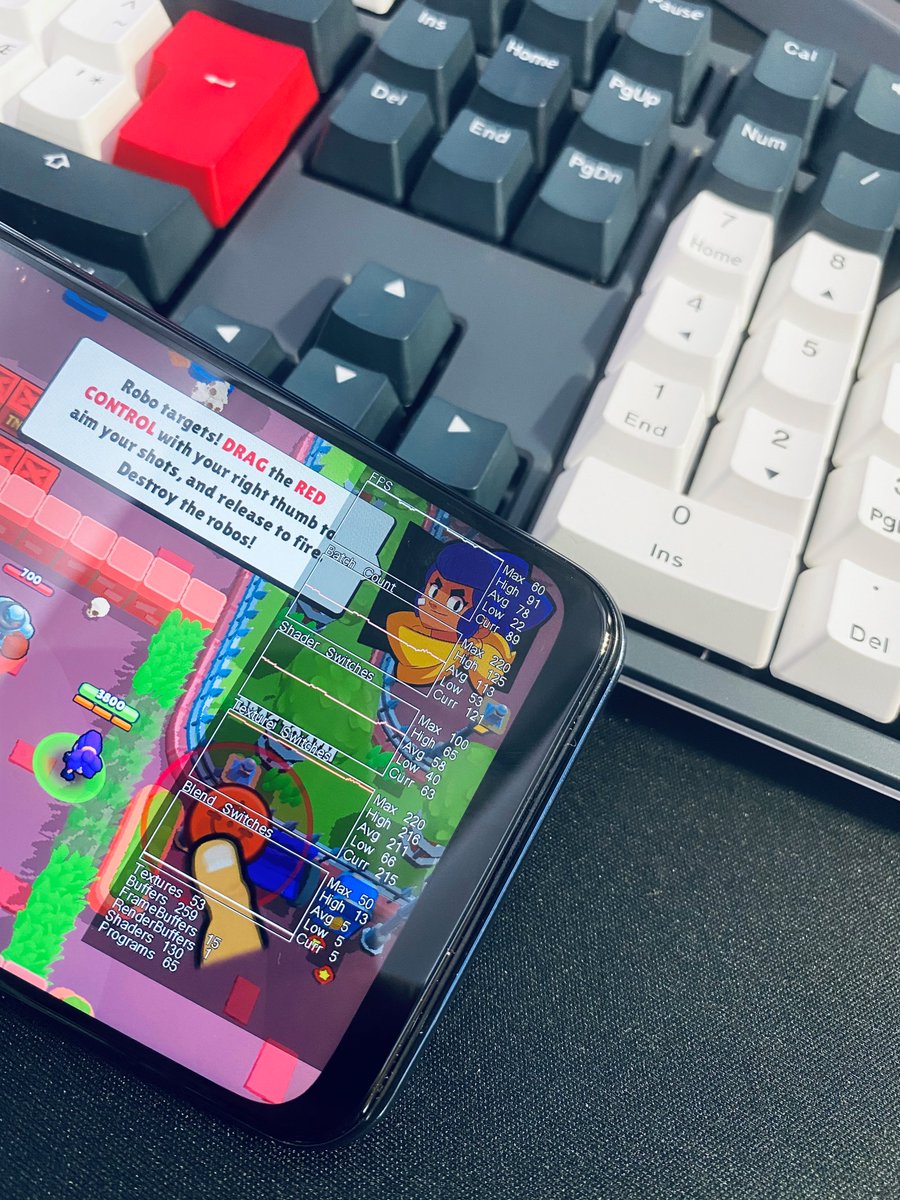 Pause
Ins
Home
PgUp
Cal
Del
End
PgDn
Num
/
7
Home
8
4
5
1
End
2
0
Ins
.
Del
Robo targets! DRAG the RED
CONTROL with your right thumb to
aim your shots, and release to fire.
Destroy the robos!
700
3800
FPS
Max 60
High 91
Avg 78
Low 22
Curr 89
Batch Count
Max 220
High 125
Avg 113
Low 53
Curr 121
Shader Switches
Max 100
High 65
Avg 58
Low 40
Curr 63
Texture Switches
Max 220
High 216
Avg 211
Low 66
Curr 215
Blend Switches
Max 50
High 13
Avg 5
Low 5
Curr 5
Textures 53
Buffers 259
FrameBuffers 15
RenderBuffers 1
Shaders 130
Programs 65